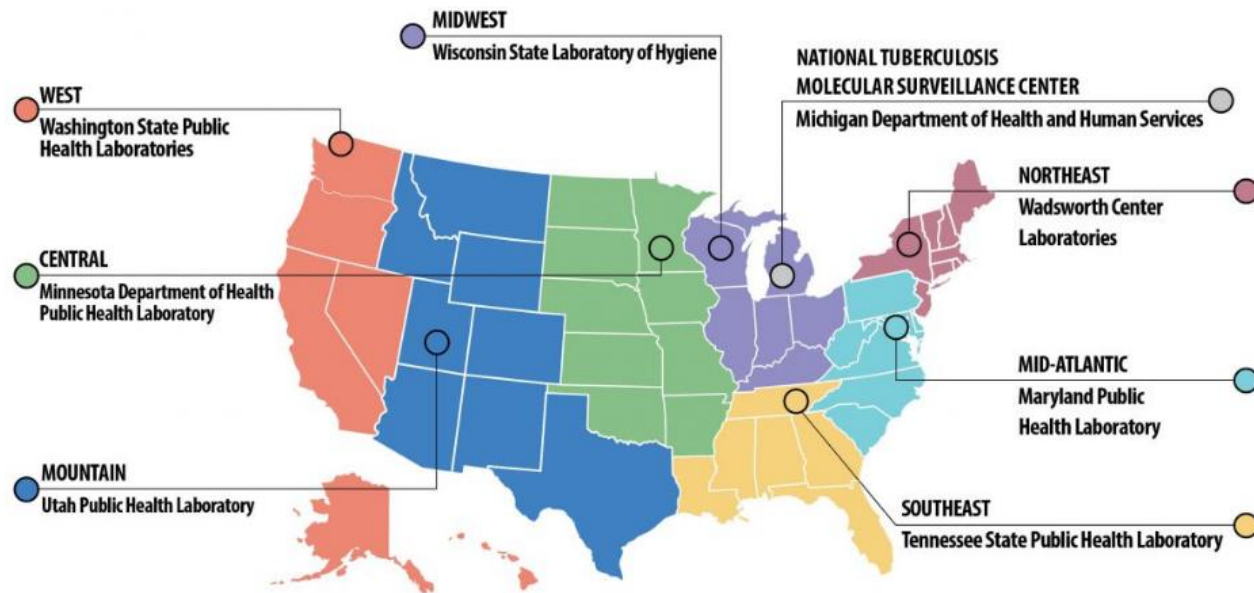 MIDWEST
Wisconsin State Laboratory of Hygiene
NATIONAL TUBERCULOSIS
MOLECULAR SURVEILLANCE CENTER
Michigan Department of Health and Human Services
WEST
Washington State Public
Health Laboratories
NORTHEAST
Wadsworth Center
Laboratories
CENTRAL
Minnesota Department of Health
Public Health Laboratory
MID-ATLANTIC
Maryland Public
Health Laboratory
MOUNTAIN
Utah Public Health Laboratory
SOUTHEAST
Tennessee State Public Health Laboratory